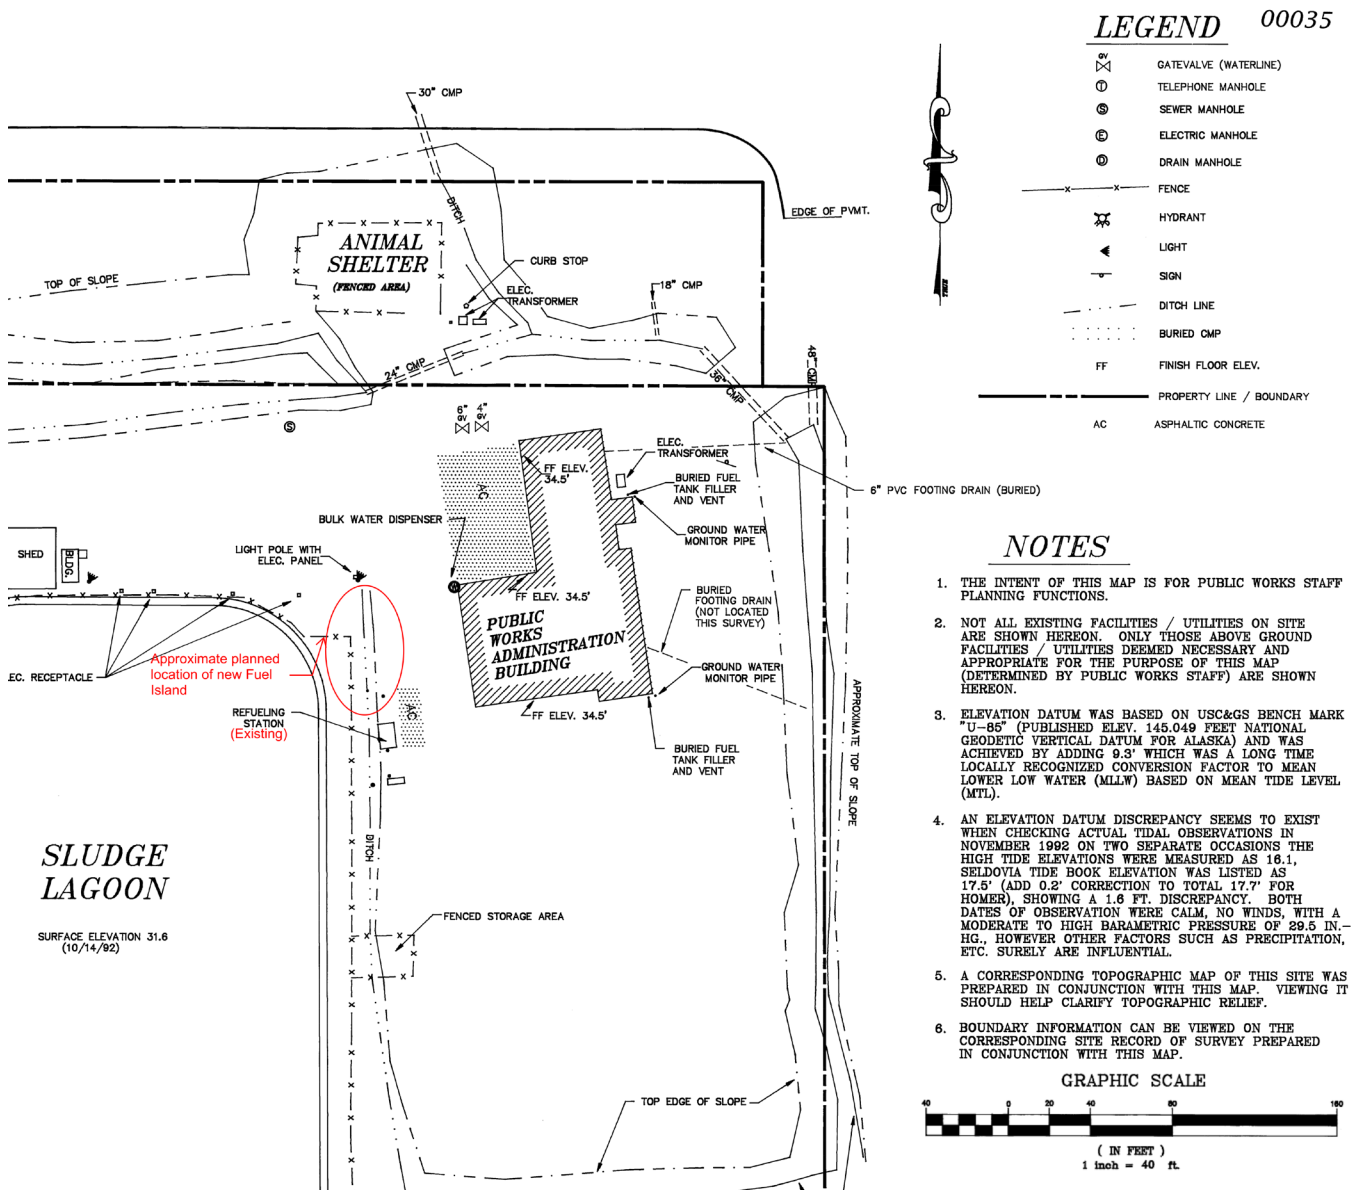 00035
LEGEND
GV
GATEVALVE (WATERLINE)
T
TELEPHONE MANHOLE
S
SEWER MANHOLE
E
ELECTRIC MANHOLE
D
DRAIN MANHOLE
FENCE
HYDRANT
LIGHT
SIGN
DITCH LINE
BURIED CMP
FF
FINISH FLOOR ELEV.
PROPERTY LINE / BOUNDARY
AC
ASPHALTIC CONCRETE
TRUE
30" CMP
EDGE OF PVMT.
DITCH
ANIMAL
SHELTER
(FENCED AREA)
TOP OF SLOPE
CURB STOP
ELEC.
TRANSFORMER
18" CMP
24" CMP
36" CMP
48" CMP
S
6"
GV
4"
GV
ELEC.
TRANSFORMER
FF ELEV.
34.5'
AC
BURIED FUEL
TANK FILLER
AND VENT
6" PVC FOOTING DRAIN (BURIED)
BULK WATER DISPENSER
GROUND WATER
MONITOR PIPE
SHED
BLDG.
LIGHT POLE WITH
ELEC. PANEL
FF ELEV. 34.5'
BURIED
FOOTING DRAIN
(NOT LOCATED
THIS SURVEY)
PUBLIC
WORKS
ADMINISTRATION
BUILDING
Approximate planned
location of new Fuel
Island
EC. RECEPTACLE
GROUND WATER
MONITOR PIPE
AC
REFUELING
STATION
(Existing)
FF ELEV. 34.5'
BURIED FUEL
TANK FILLER
AND VENT
APPROXIMATE TOP OF SLOPE
DITCH
SLUDGE
LAGOON
SURFACE ELEVATION 31.6
(10/14/92)
FENCED STORAGE AREA
TOP EDGE OF SLOPE
NOTES
1. THE INTENT OF THIS MAP IS FOR PUBLIC WORKS STAFF
PLANNING FUNCTIONS.
2. NOT ALL EXISTING FACILITIES / UTILITIES ON SITE
ARE SHOWN HEREON. ONLY THOSE ABOVE GROUND
FACILITIES / UTILITIES DEEMED NECESSARY AND
APPROPRIATE FOR THE PURPOSE OF THIS MAP
(DETERMINED BY PUBLIC WORKS STAFF) ARE SHOWN
HEREON.
3. ELEVATION DATUM WAS BASED ON USC&GS BENCH MARK
"U-85" (PUBLISHED ELEV. 145.049 FEET NATIONAL
GEODETIC VERTICAL DATUM FOR ALASKA) AND WAS
ACHIEVED BY ADDING 9.3' WHICH WAS A LONG TIME
LOCALLY RECOGNIZED CONVERSION FACTOR TO MEAN
LOWER LOW WATER (MLLW) BASED ON MEAN TIDE LEVEL
(MTL).
4. AN ELEVATION DATUM DISCREPANCY SEEMS TO EXIST
WHEN CHECKING ACTUAL TIDAL OBSERVATIONS IN
NOVEMBER 1992 ON TWO SEPARATE OCCASIONS THE
HIGH TIDE ELEVATIONS WERE MEASURED AS 16.1,
SELDOVIA TIDE BOOK ELEVATION WAS LISTED AS
17.5' (ADD 0.2' CORRECTION TO TOTAL 17.7' FOR
HOMER), SHOWING A 1.6 FT. DISCREPANCY. BOTH
DATES OF OBSERVATION WERE CALM, NO WINDS, WITH A
MODERATE TO HIGH BARAMETRIC PRESSURE OF 29.5 IN.-
HG., HOWEVER OTHER FACTORS SUCH AS PRECIPITATION,
ETC. SURELY ARE INFLUENTIAL.
5. A CORRESPONDING TOPOGRAPHIC MAP OF THIS SITE WAS
PREPARED IN CONJUNCTION WITH THIS MAP. VIEWING IT
SHOULD HELP CLARIFY TOPOGRAPHIC RELIEF.
6. BOUNDARY INFORMATION CAN BE VIEWED ON THE
CORRESPONDING SITE RECORD OF SURVEY PREPARED
IN CONJUNCTION WITH THIS MAP.
GRAPHIC SCALE
40 0 20 40 80 160
( IN FEET )
1 inch = 40 ft.